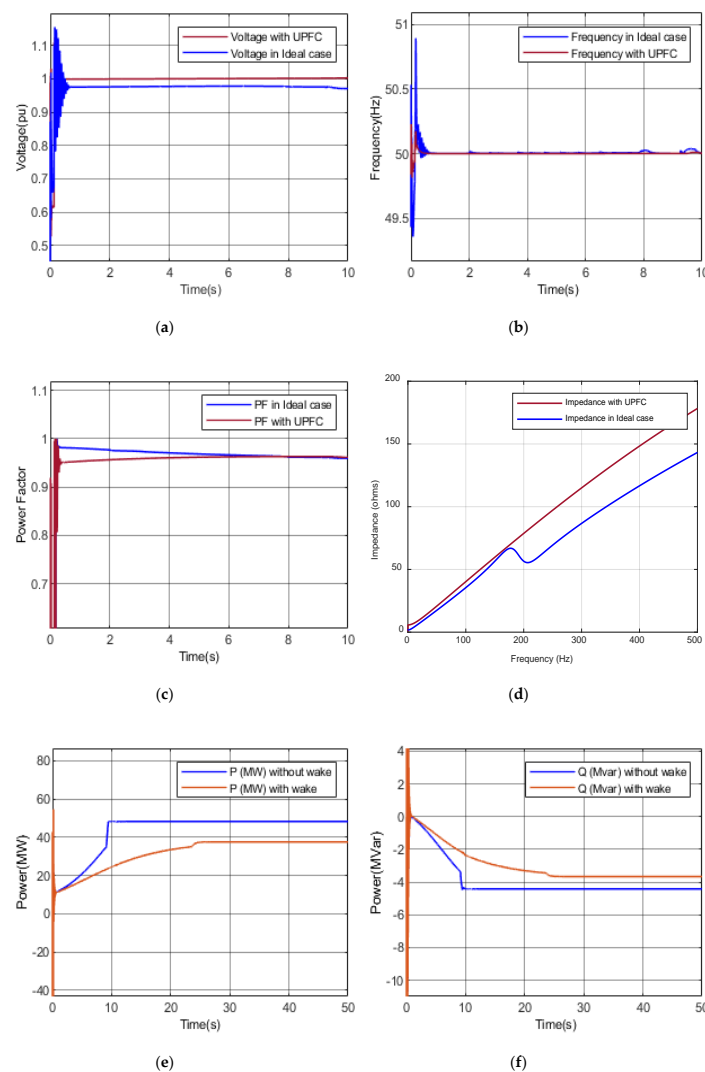 Voltage with UPFC
Voltage in Ideal case
1.1
1
0.9
0.8
0.7
0.6
0.5
Voltage(pu)
0 2 4 6 8 10
Time(s)
(a)
Frequency in Ideal case
Frequency with UPFC
51
50.5
50
49.5
Frequency(Hz)
0 2 4 6 8 10
Time(s)
(b)
PF in Ideal case
PF with UPFC
1.1
1
0.9
0.8
0.7
Power Factor
0 2 4 6 8 10
Time(s)
(c)
Impedance with UPFC
Impedance in Ideal case
200
150
100
50
0
Impedance (ohms)
0 100 200 300 400 500
Frequency (Hz)
(d)
P (MW) without wake
P (MW) with wake
80
60
40
20
0
-20
-40
Power(MW)
0 10 20 30 40 50
Time(s)
(e)
Q (Mvar) without wake
Q (Mvar) with wake
4
2
0
-2
-4
-6
-8
-10
Power(MVar)
0 10 20 30 40 50
Time(s)
(f)